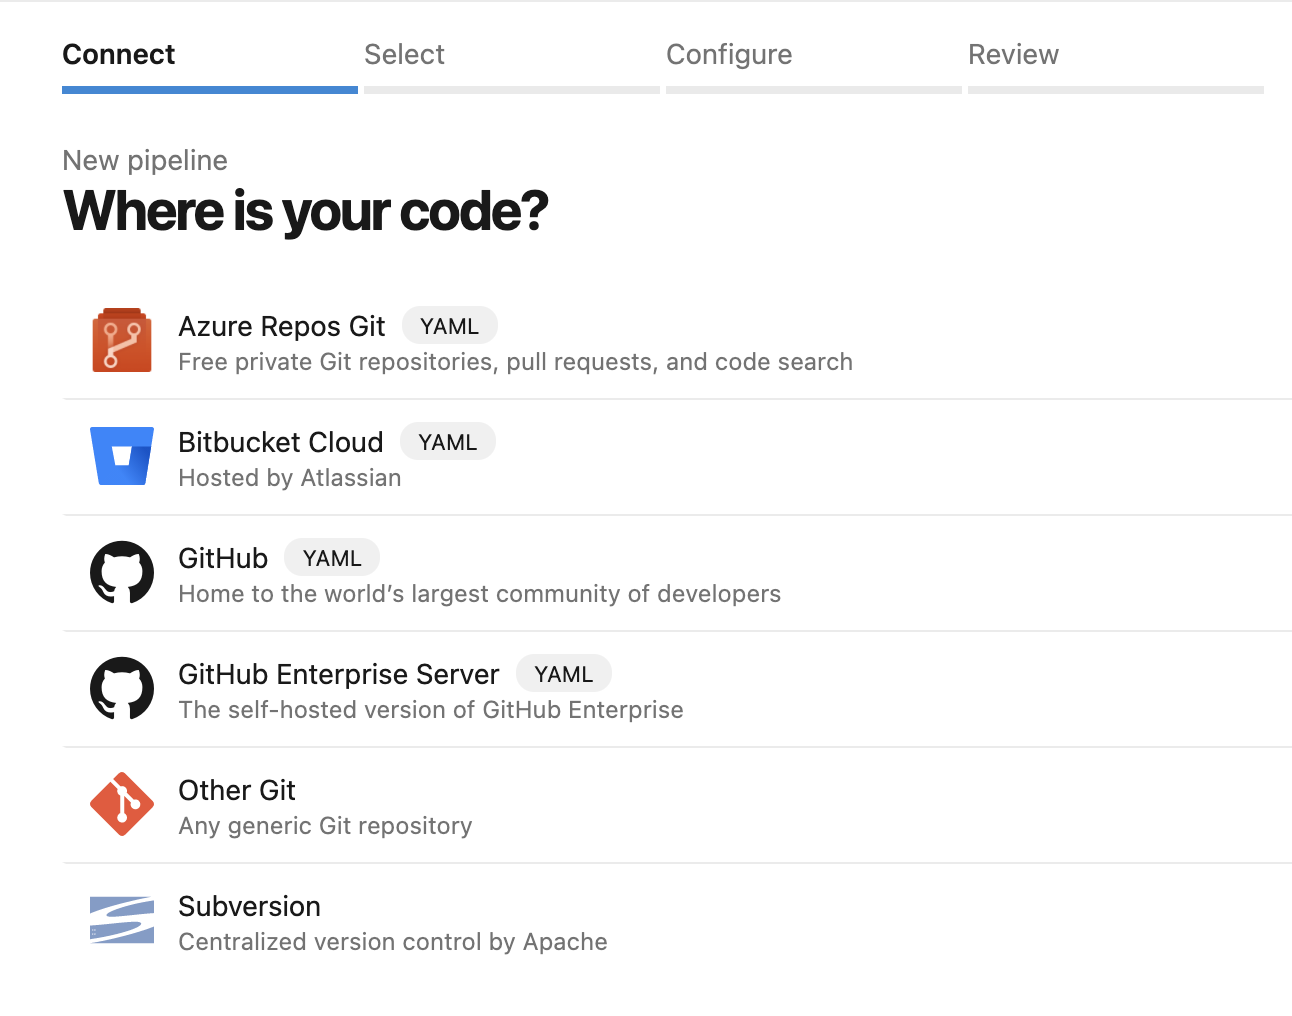 Connect Select Configure Review
New pipeline
Where is your code?
Azure Repos Git YAML
Free private Git repositories, pull requests, and code search
Bitbucket Cloud YAML
Hosted by Atlassian
GitHub YAML
Home to the world’s largest community of developers
GitHub Enterprise Server YAML
The self-hosted version of GitHub Enterprise
Other Git
Any generic Git repository
Subversion
Centralized version control by Apache